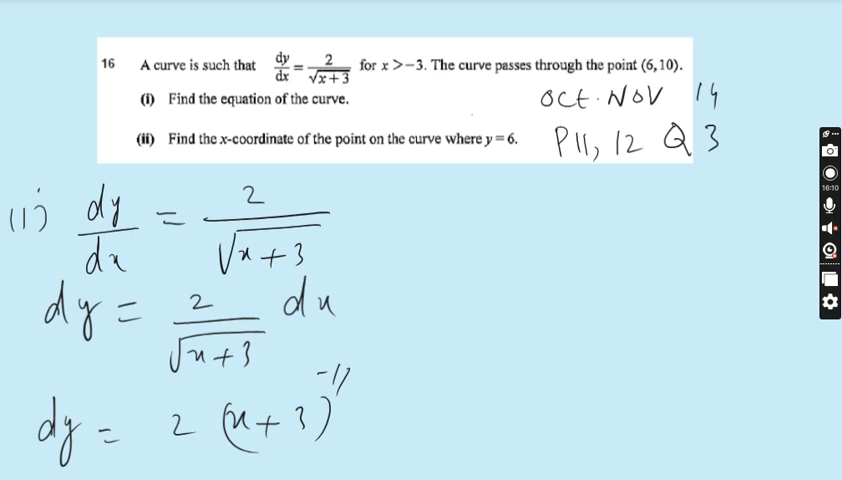 16 A curve is such that dy/dx = 2/√x+3 for x>−3. The curve passes through the point (6,10).
(i) Find the equation of the curve.
(ii) Find the x-coordinate of the point on the curve where y=6.
Oct. NOV 14
P11, 12 Q3
(i) dy/dx = 2/√x+3
dy = 2/√x+3 dx
dy = 2 (x+3)
16:10